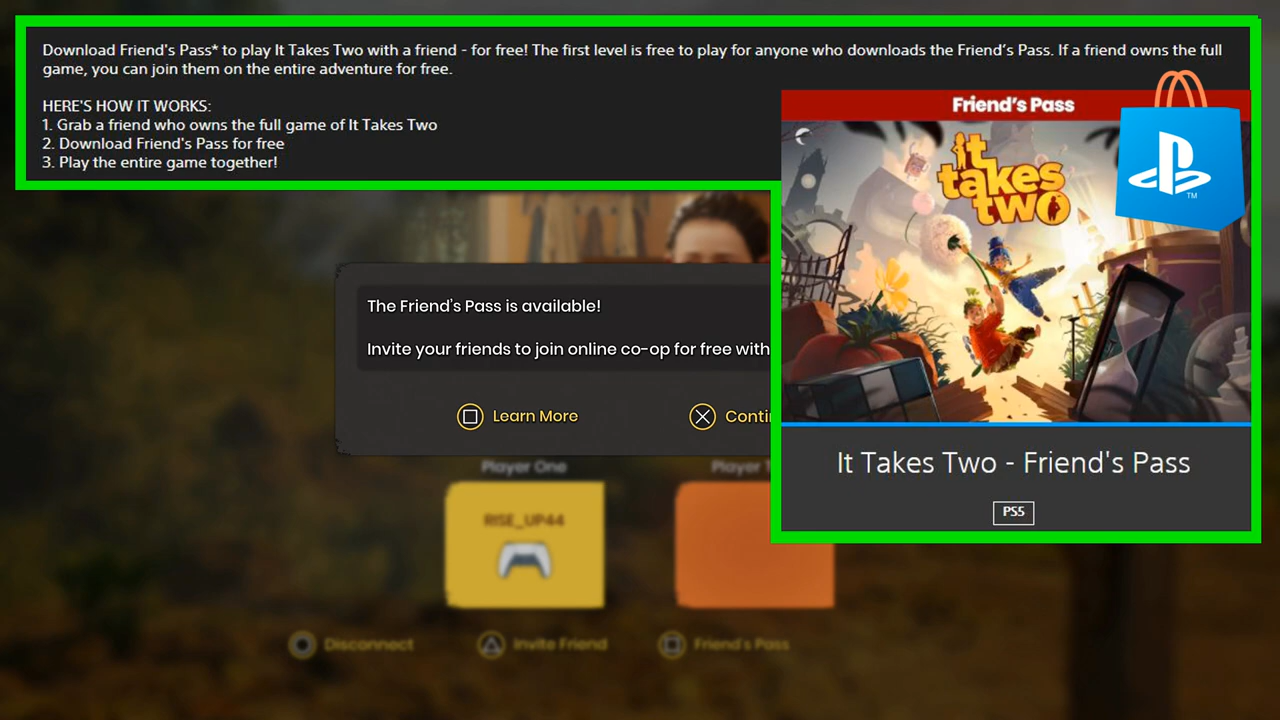 Download Friend's Pass* to play It Takes Two with a friend - for free! The first level is free to play for anyone who downloads the Friend's Pass. If a friend owns the full
game, you can join them on the entire adventure for free.
HERE'S HOW IT WORKS:
1. Grab a friend who owns the full game of It Takes Two
2. Download Friend's Pass for free
3. Play the entire game together!
Friend's Pass
it
takes
two
TM
The Friend's Pass is available!
Invite your friends to join online co-op for free with
Learn More
It Takes Two - Friend's Pass
PS5
Player One
Player
RISE_UP44
Disconnect
Invite Friend
Friend's Pass